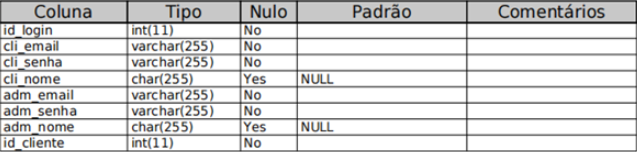 Coluna Tipo Nulo Padrão Comentários
id_login int(11) No
cli_email varchar(255) No
cli_senha varchar(255) No
cli_nome char(255) Yes NULL
adm_email varchar(255) No
adm_senha varchar(255) No
adm_nome char(255) Yes NULL
id_cliente int(11) No